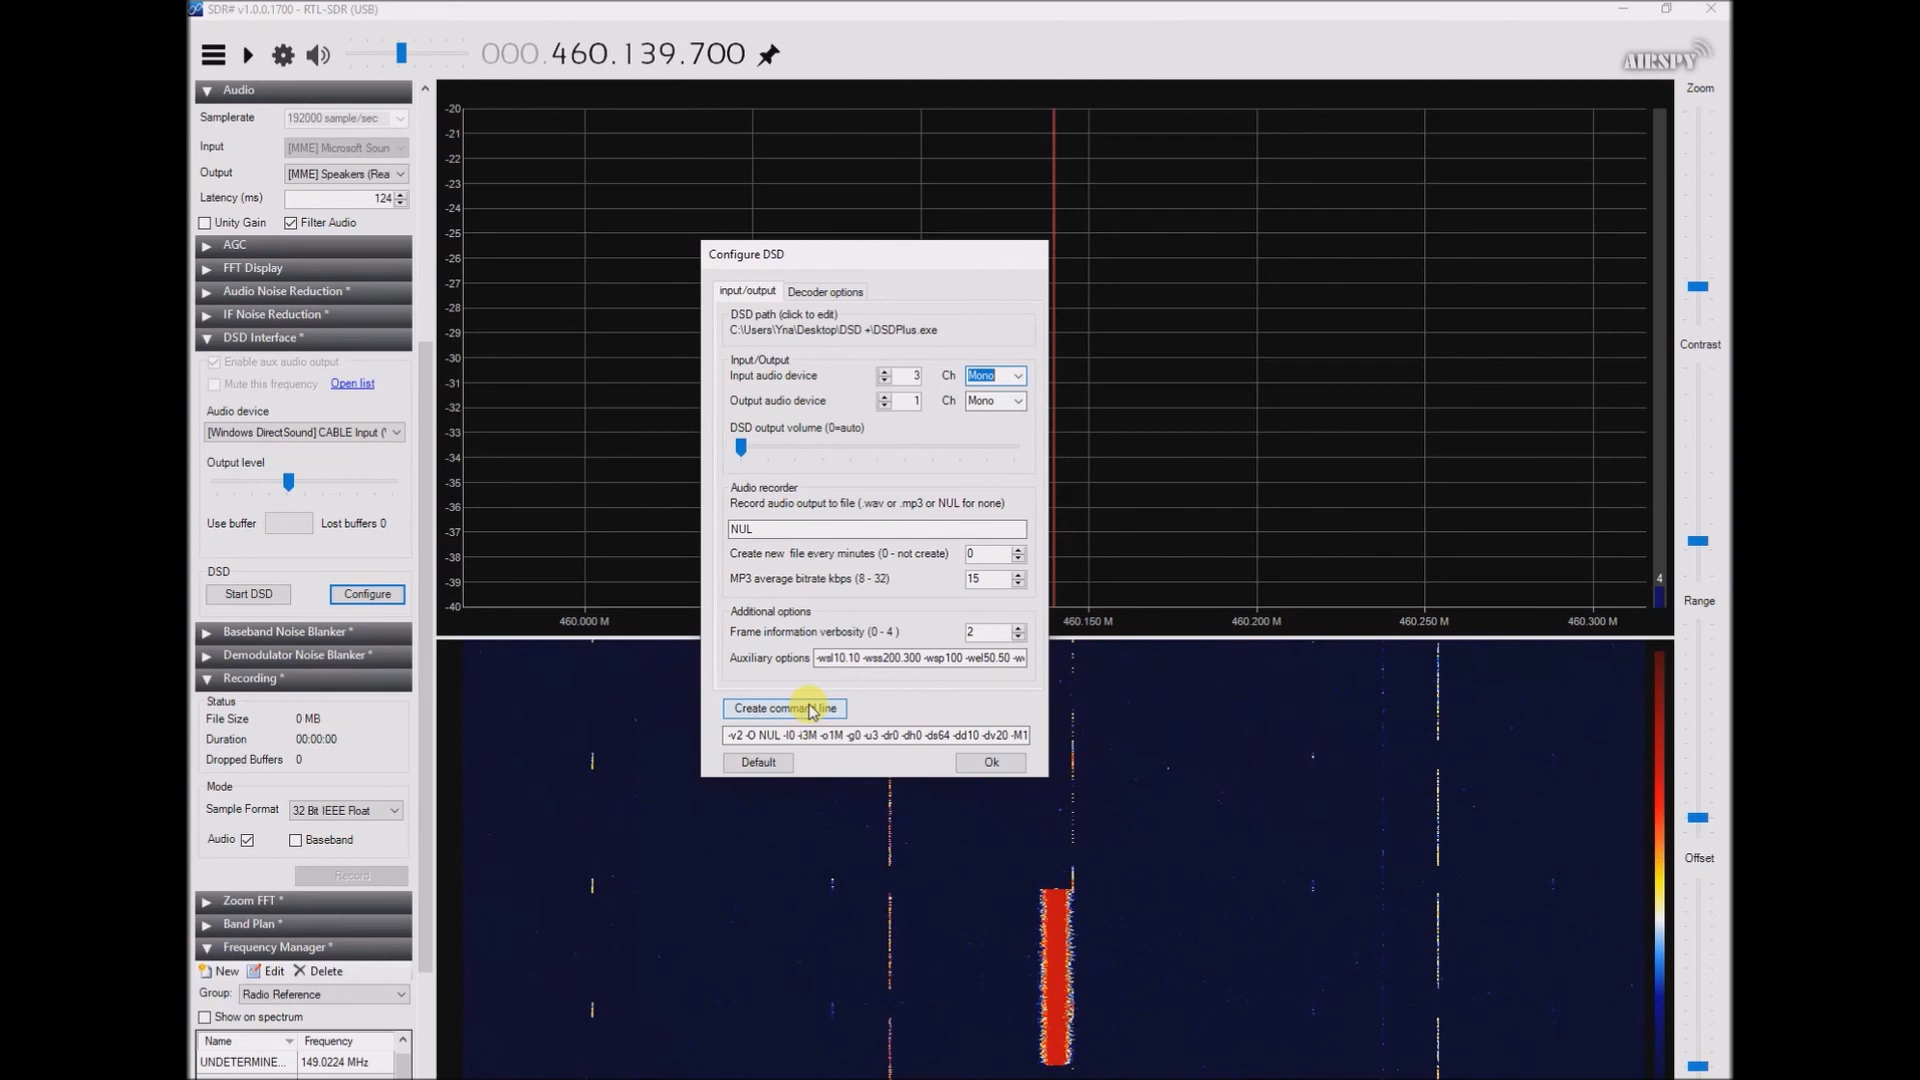 SDR# v1.0.0.1700 - RTL-SDR (USB)
000.460.139.700
AIRSPY
Audio
Samplerate 192000 sample/sec
Input [MME] Microsoft Soun
Output [MME] Speakers (Rea
Latency (ms) 124
Unity Gain Filter Audio
AGC
FFT Display
Audio Noise Reduction *
IF Noise Reduction *
DSD Interface *
Enable aux audio output
Mute this frequency Open list
Audio device
[Windows DirectSound] CABLE Input (
Output level
Use buffer Lost buffers 0
DSD
Start DSD Configure
Baseband Noise Blanker *
Demodulator Noise Blanker *
Recording *
Status
File Size 0 MB
Duration 00:00:00
Dropped Buffers 0
Mode
Sample Format 32 Bit IEEE Float
Audio Baseband
Record
Zoom FFT *
Band Plan *
Frequency Manager *
New Edit Delete
Group: Radio Reference
Show on spectrum
Name Frequency
UNDETERMINE... 149.0224 MHz
-20
-21
-22
-23
-24
-25
-26
-27
-28
-29
-30
-31
-32
-33
-34
-35
-36
-37
-38
-39
-40
460.000 M 460.150 M 460.200 M 460.250 M 460.300 M
4
Configure DSD
input/output Decoder options
DSD path (click to edit)
C:\Users\Yna\Desktop\DSD +\DSDPlus.exe
Input/Output
Input audio device 3 Ch Mono
Output audio device 1 Ch Mono
DSD output volume (0=auto)
Audio recorder
Record audio output to file (.wav or .mp3 or NUL for none)
NUL
Create new file every minutes (0 - not create) 0
MP3 average bitrate kbps (8 - 32) 15
Additional options
Frame information verbosity (0 - 4 ) 2
Auxiliary options -wsl10.10 -wss200.300 -wsp100 -wel50.50
Create command line
-v2 -O NUL -I0 -i3M -o1M -g0 -u3 -dr0 -dh0 -ds64 -dd10 -dv20 -M1
Default Ok
Zoom
Contrast
Range
Offset